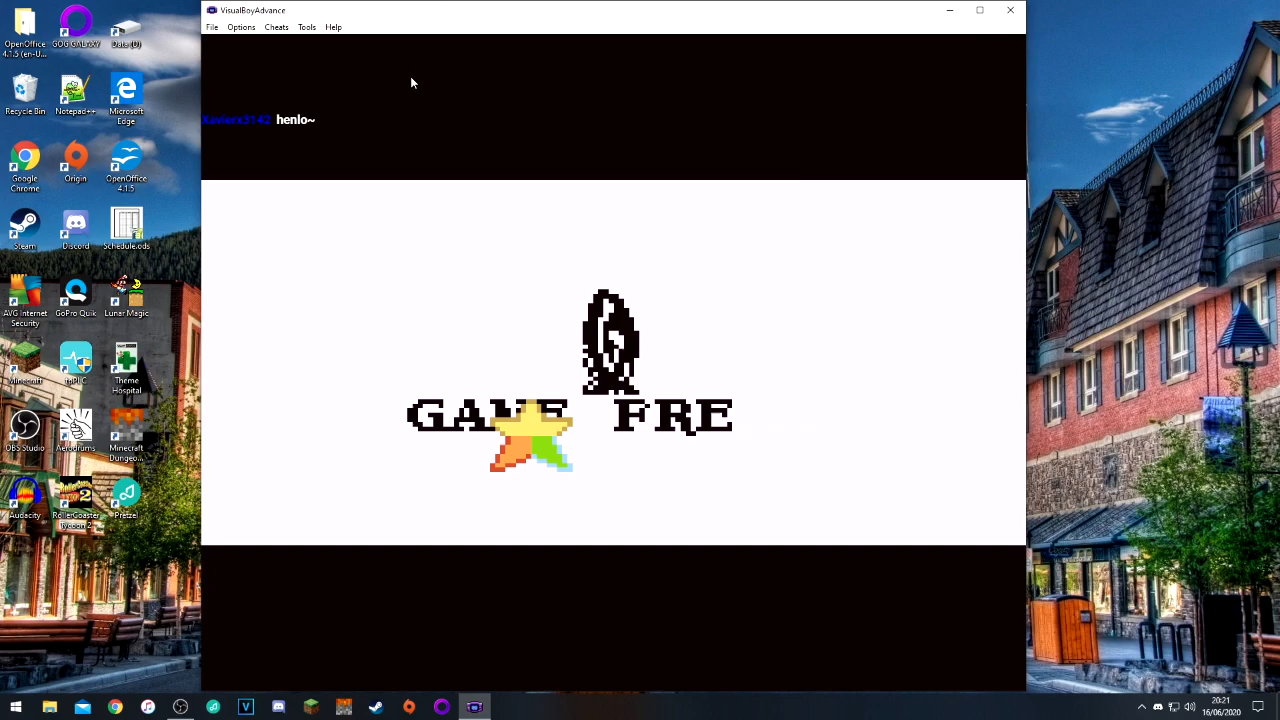 VisualBoyAdvance
File Options Cheats Tools Help
OpenOffice 4.1.5 (en-U...
GOG GALAXY
Data (D)
Recycle Bin
Notepad++
Microsoft Edge
Google Chrome
Origin
OpenOffice 4.1.5
Steam
Discord
Schedule.ods
AVG Internet Security
GoPro Quik
Lunar Magic
Minecraft
Theme Hospital
OBS Studio
Aerodrums
Minecraft Dungeo...
Audacity
RollerCoaster Tycoon 2
Pretzel
henlo~
GAME FRE
20:21
16/06/2020